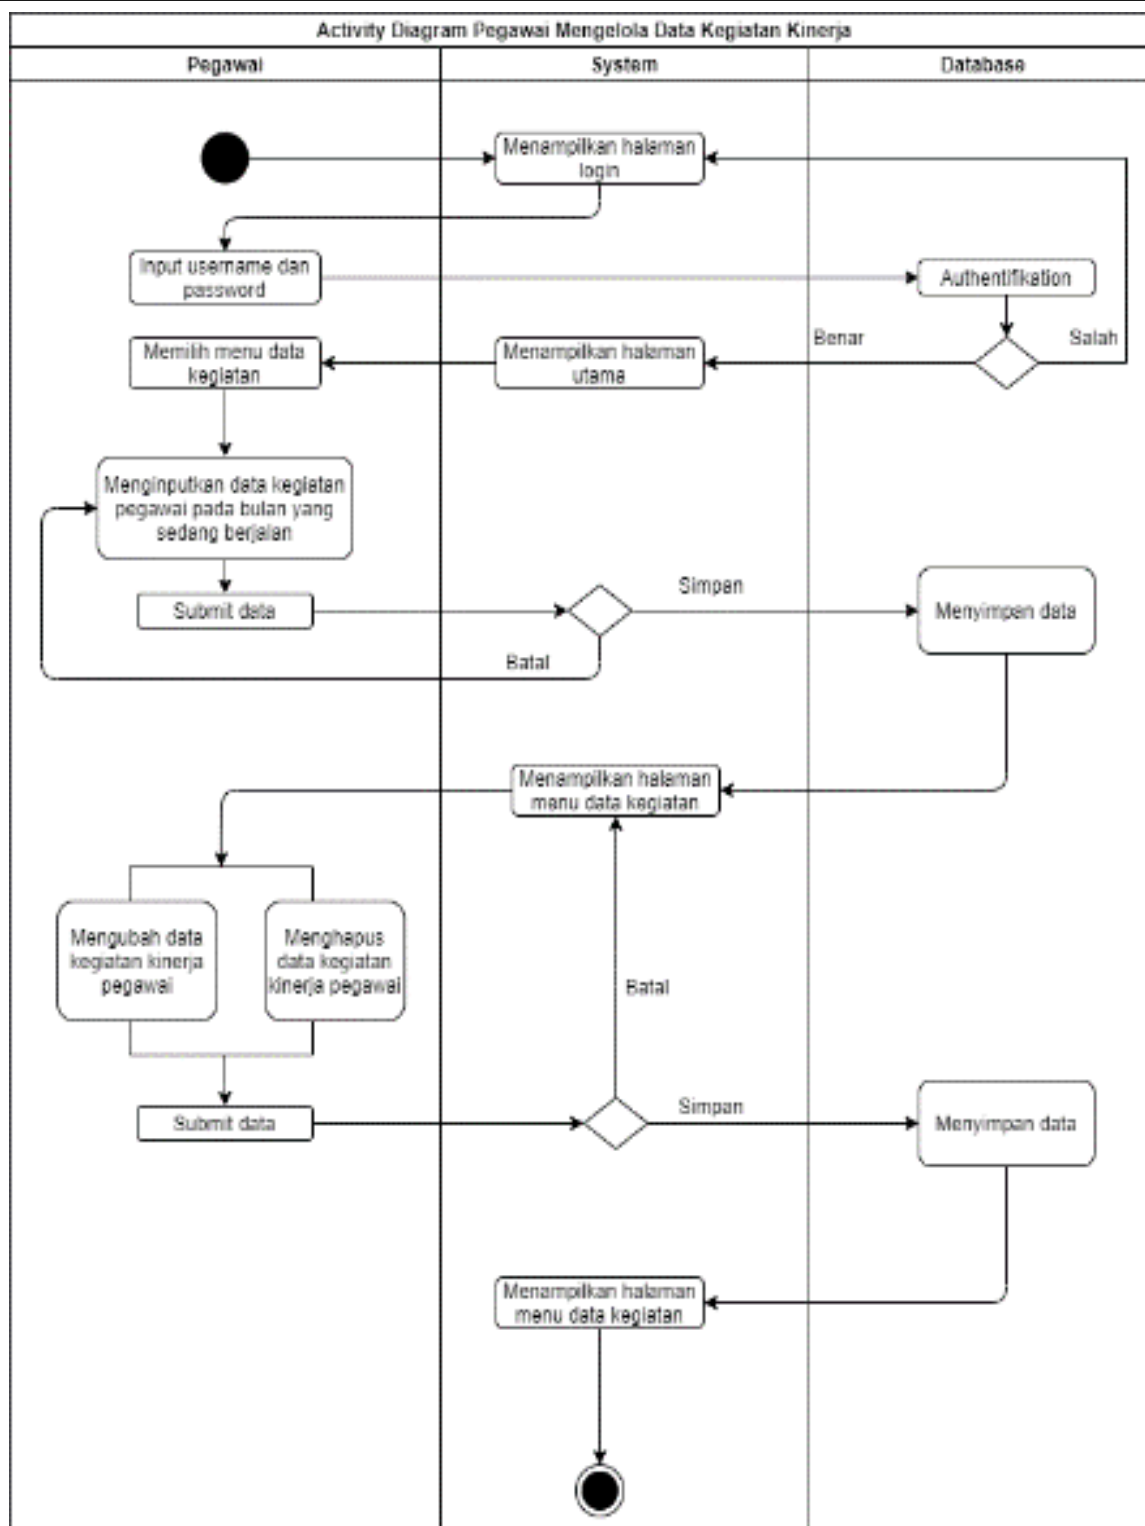 Activity Diagram Pegawai Mengelola Data Kegiatan Kinerja
Pegawai
System
Database
Menampilkan halaman
login
Input username dan
password
Authentifikation
Benar
Salah
Memilih menu data
kegiatan
Menampilkan halaman
utama
Menginputkan data kegiatan
pegawai pada bulan yang
sedang berjalan
Submit data
Simpan
Menyimpan data
Batal
Menampilkan halaman
menu data kegiatan
Mengubah data
kegiatan kinerja
pegawai
Menghapus
data kegiatan
kinerja pegawai
Batal
Submit data
Simpan
Menyimpan data
Menampilkan halaman
menu data kegiatan